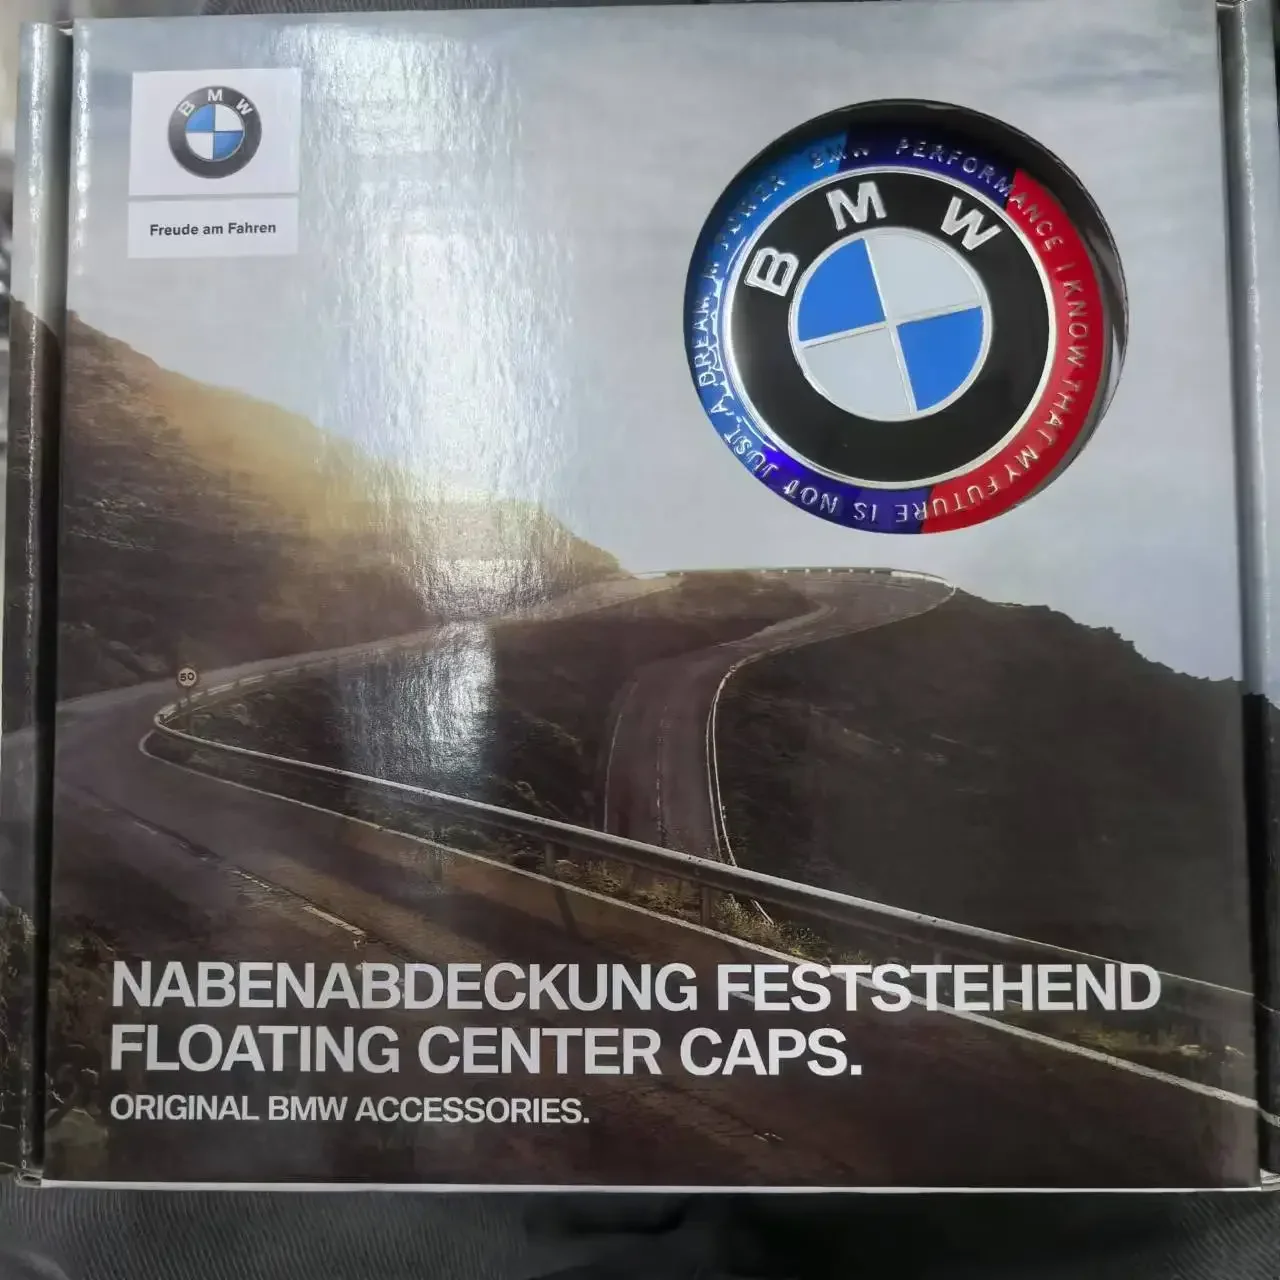 BMW
Freude am Fahren
BMW PERFORMANCE I KNOW THAT MY FUTURE IS NOT JUST A DREAM M POWER
BMW
50
NABENABDECKUNG FESTSTEHEND
FLOATING CENTER CAPS.
ORIGINAL BMW ACCESSORIES.